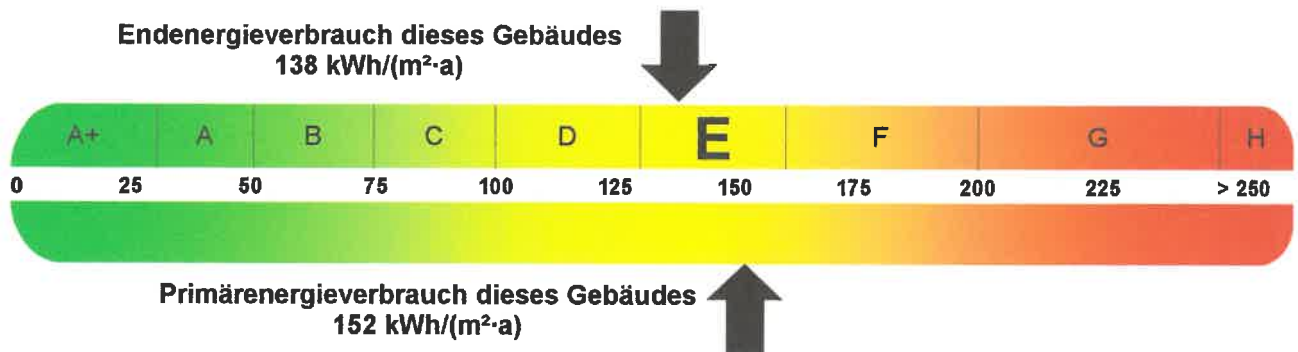 Endenergieverbrauch dieses Gebäudes
138 kWh/(m²·a)
A+ A B C D E F G H
0 25 50 75 100 125 150 175 200 225 > 250
Primärenergieverbrauch dieses Gebäudes
152 kWh/(m²·a)